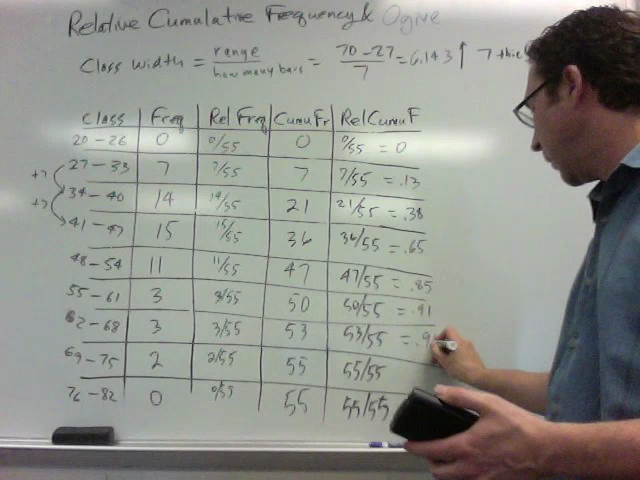 Relative Cumulative Frequency & Ogive
Class width = range / how many bars = 70-27 / 7 = 6.143 ↑ 7 thick
Class Freq Rel Freq CumuFr RelCumuF
20-26 0 0/55 0 0/55 = 0
+7 27-33 7 7/55 7 7/55 = .13
+7 34-40 14 14/55 21 21/55 = .38
41-47 15 15/55 36 36/55 = .65
48-54 11 11/55 47 47/55 = .85
55-61 3 3/55 50 50/55 = .91
62-68 3 3/55 53 53/55 = .9
69-75 2 2/55 55 55/55
76-82 0 0/55 55 55/55